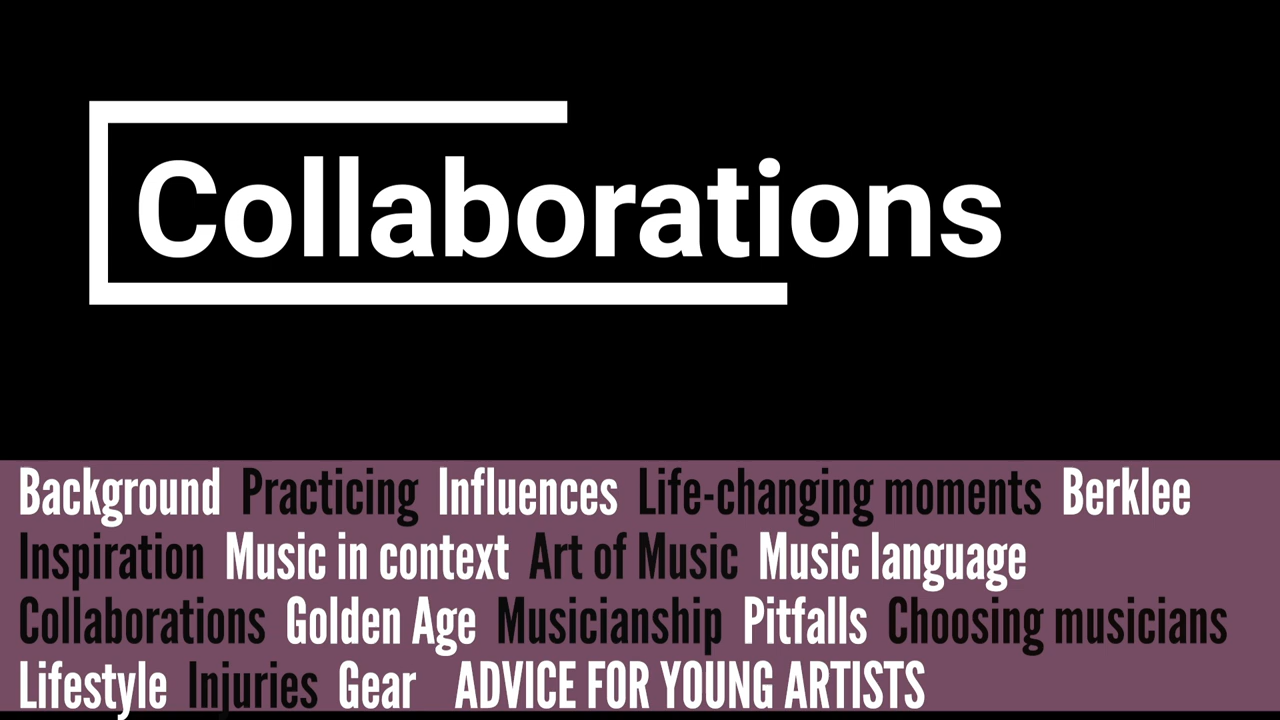 Collaborations
Background Practicing Influences Life-changing moments Berklee
Inspiration Music in context Art of Music Music language
Collaborations Golden Age Musicianship Pitfalls Choosing musicians
Lifestyle Injuries Gear ADVICE FOR YOUNG ARTISTS